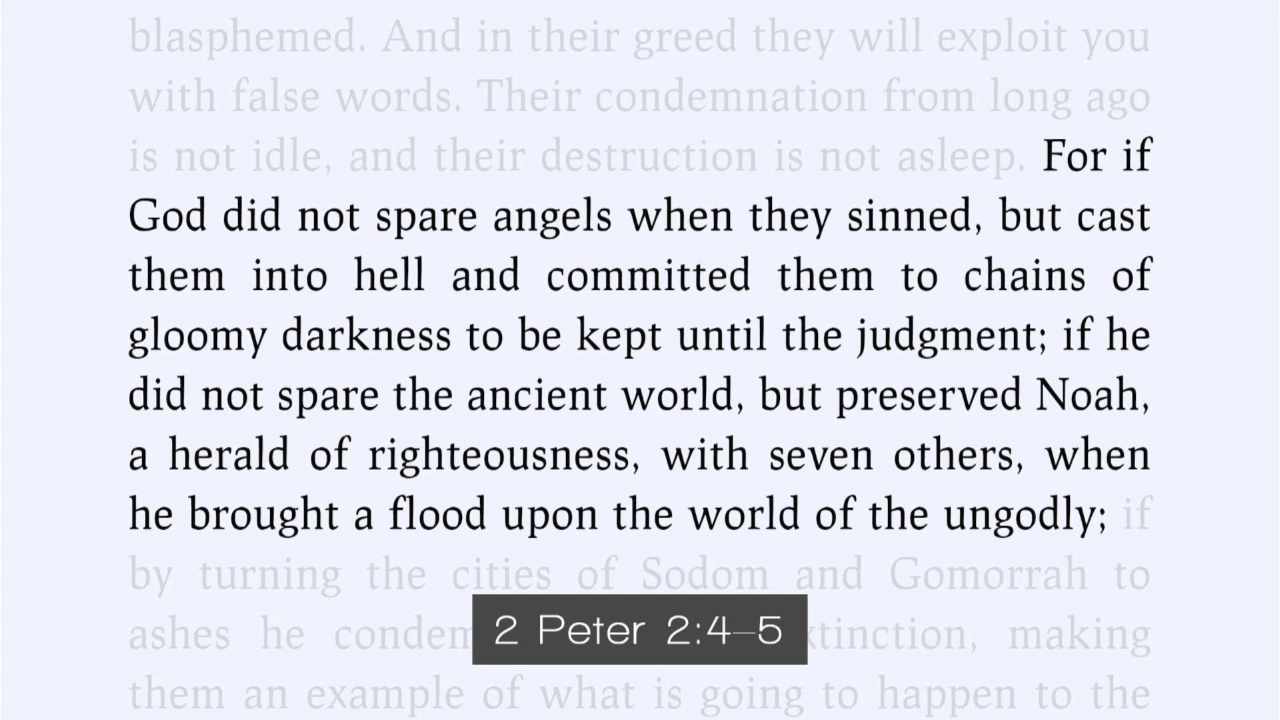 blasphemed. And in their greed they will exploit you
with false words. Their condemnation from long ago
is not idle, and their destruction is not asleep. For if
God did not spare angels when they sinned, but cast
them into hell and committed them to chains of
gloomy darkness to be kept until the judgment; if he
did not spare the ancient world, but preserved Noah,
a herald of righteousness, with seven others, when
he brought a flood upon the world of the ungodly; if
by turning the cities of Sodom and Gomorrah to
ashes he making
2 Peter 2:4–5
them an example of what is going to happen to the